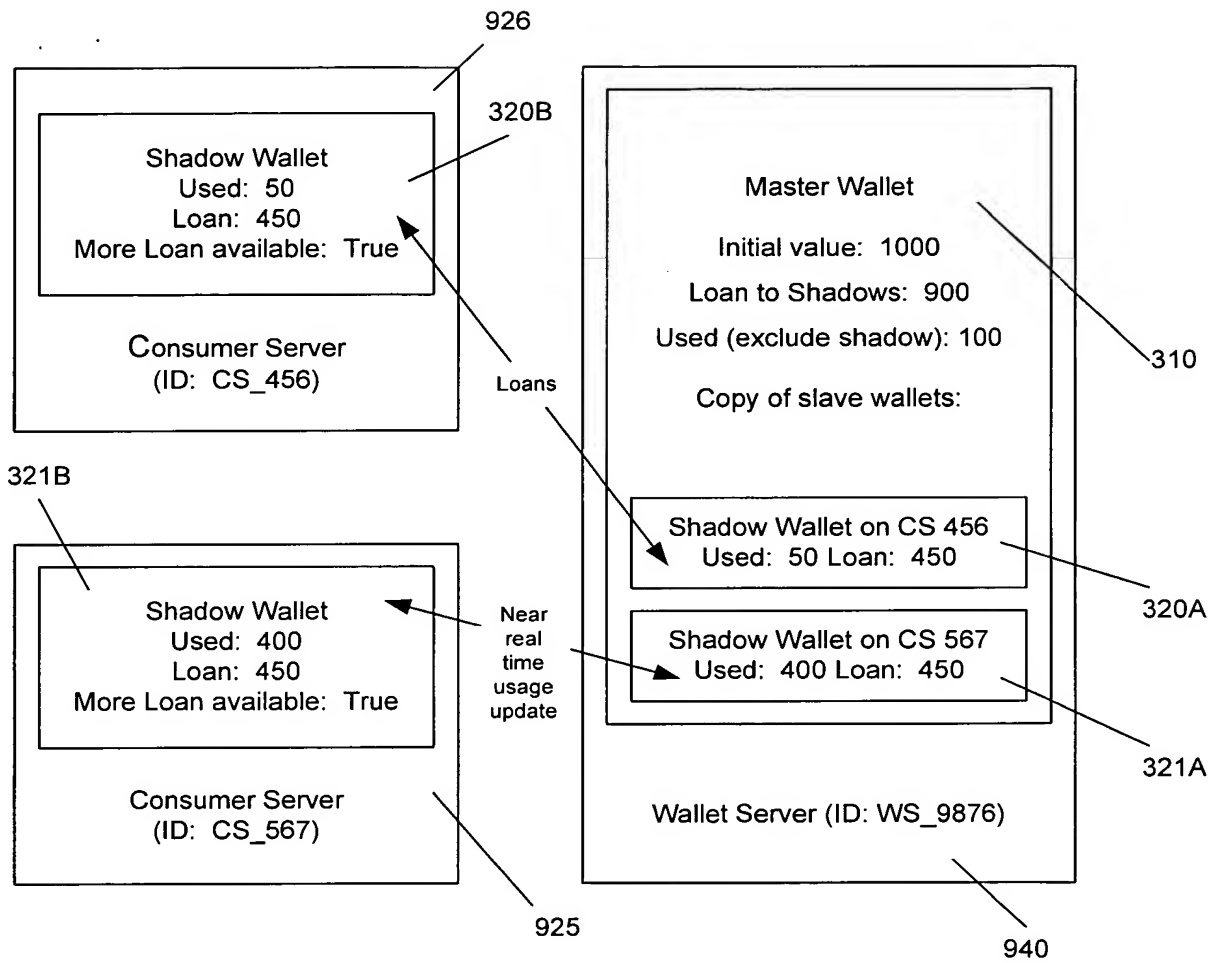 926
320B
Shadow Wallet
Used: 50
Loan: 450
More Loan available: True
Consumer Server
(ID: CS_456)
Loans
321B
Shadow Wallet
Used: 400
Loan: 450
More Loan available: True
Consumer Server
(ID: CS_567)
925
Near
real
time
usage
update
Master Wallet
Initial value: 1000
Loan to Shadows: 900
Used (exclude shadow): 100
310
Copy of slave wallets:
Shadow Wallet on CS 456
Used: 50 Loan: 450
320A
Shadow Wallet on CS 567
Used: 400 Loan: 450
321A
Wallet Server (ID: WS_9876)
940